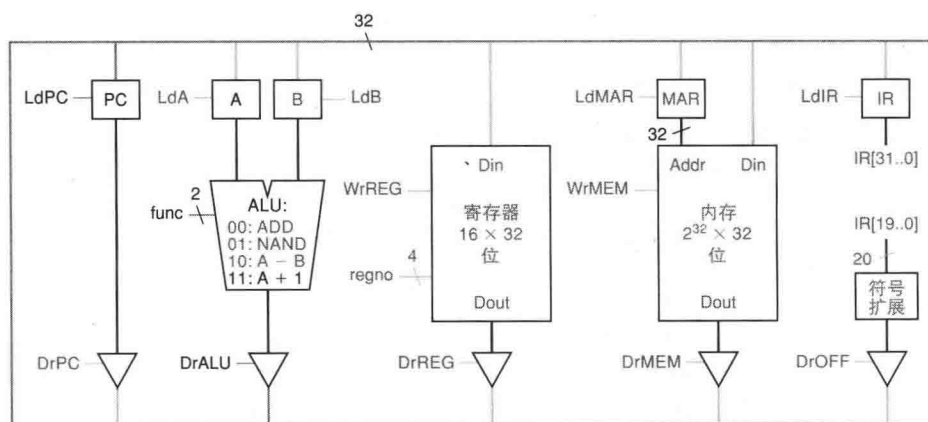 32
LdPC
PC
LdA
A
B
LdB
LdMAR
MAR
LdIR
IR
32
Din
Addr Din
IR[31..0]
2
func
ALU:
00: ADD
01: NAND
10: A − B
11: A + 1
WrREG
寄存器
16 × 32
位
WrMEM
内存
2³² × 32
位
IR[19..0]
4
regno
20
符号
扩展
Dout
Dout
DrPC
DrALU
DrREG
DrMEM
DrOFF